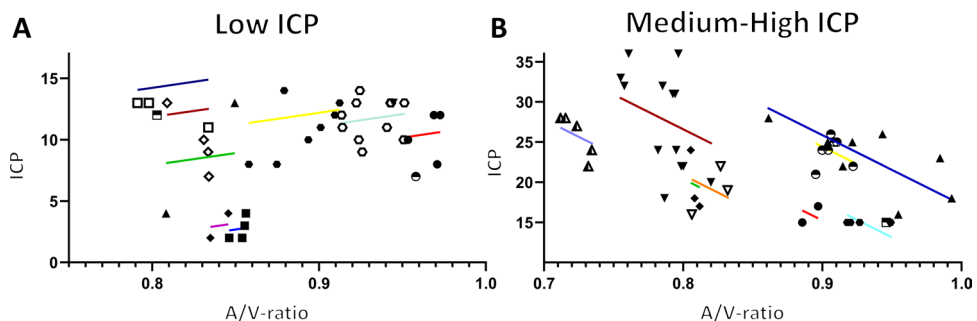 A Low ICP
ICP
15
10
5
0
0.8 0.9 1.0
A/V-ratio
B Medium-High ICP
ICP
35
30
25
20
15
0.7 0.8 0.9 1.0
A/V-ratio